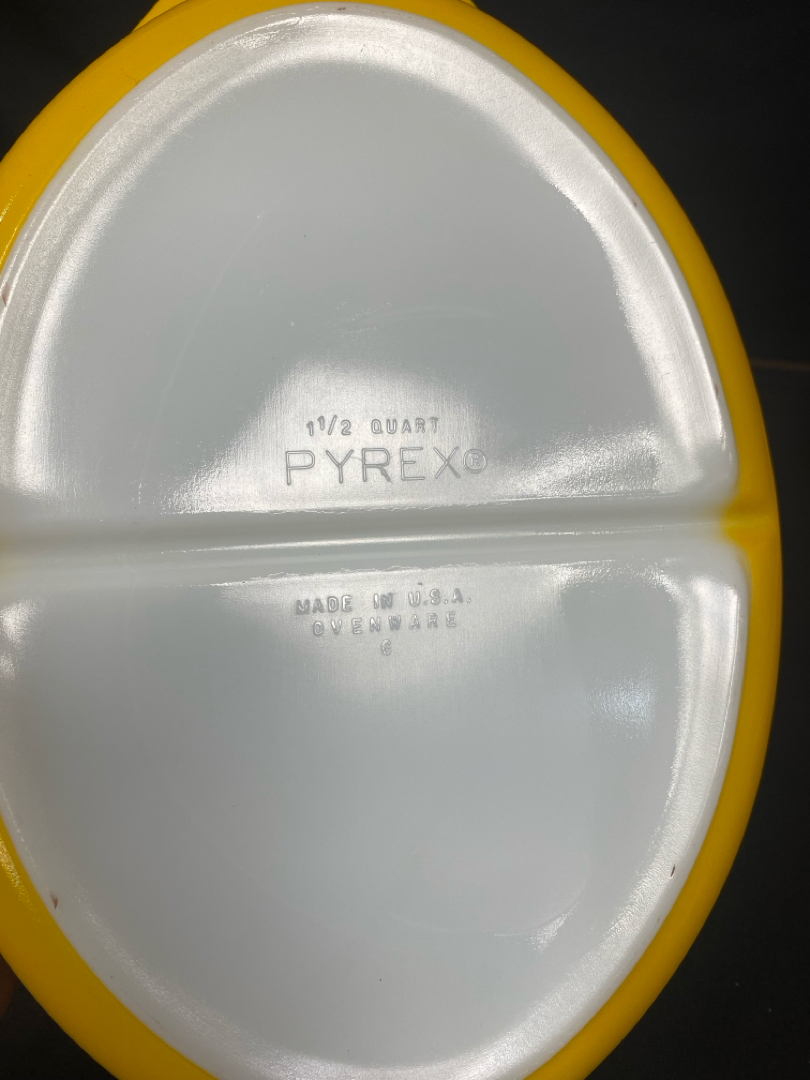 1 1/2 QUART
PYREX®
MADE IN U.S.A.
OVENWARE